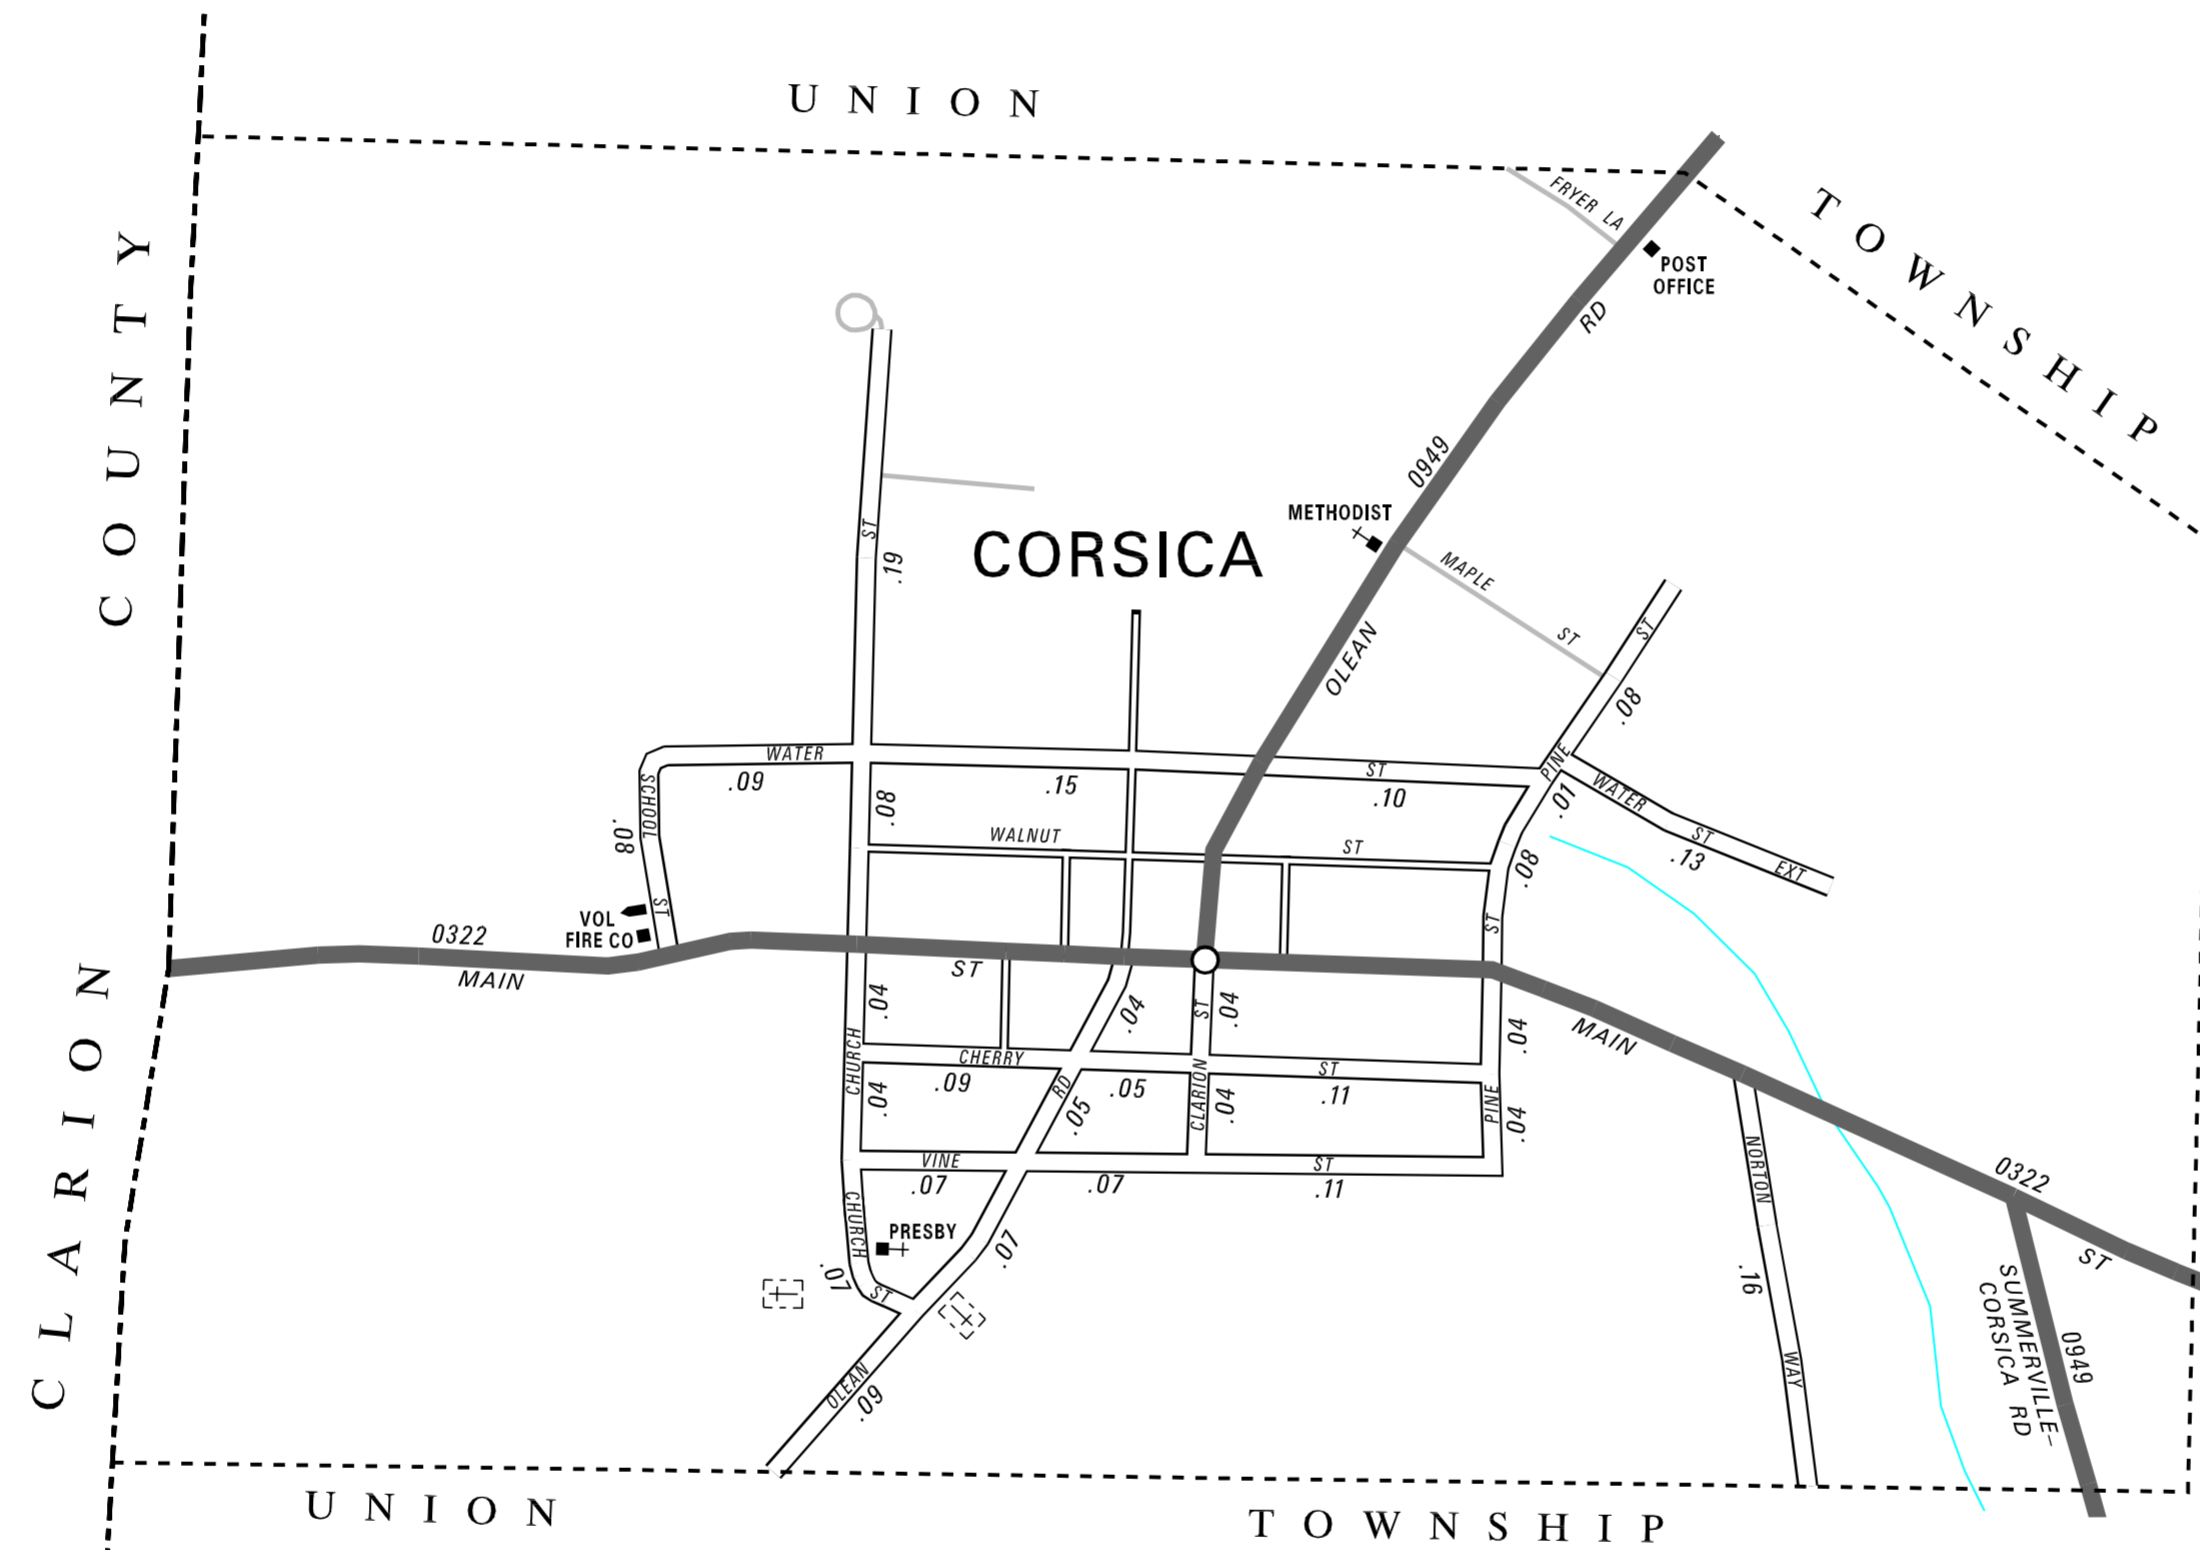 UNION
TOWNSHIP
COUNTY
CLARION
FRYER LA
POST
OFFICE
RD
0949
OLEAN
METHODIST
MAPLE
ST
CORSICA
ST
.19
ST
.08
PINE
.01
WATER
ST
EXT
.13
WATER
ST
.09
.15
.10
SCHOOL
ST
.08
.08
WALNUT
ST
.08
ST
VOL
FIRE CO
0322
MAIN
ST
MAIN
.04
.04
ST
.04
.04
CHURCH
CHERRY
ST
.09
.05
.11
RD
.04
.05
CLARION
.04
PINE
.04
VINE
ST
.07
.07
.11
CHURCH
ST
.07
PRESBY
.07
OLEAN
.09
NORTON
WAY
.16
0322
ST
SUMMERVILLE-
CORSICA RD
0949
UNION
TOWNSHIP